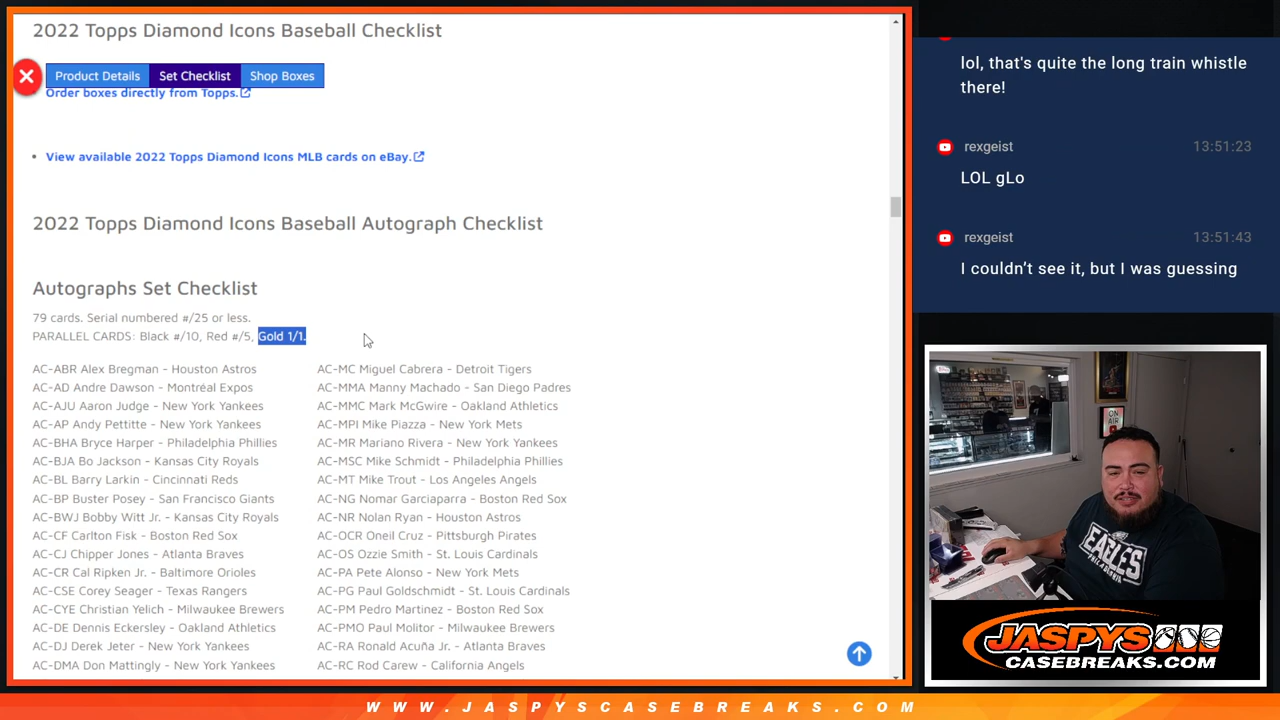 2022 Topps Diamond Icons Baseball Checklist
Product Details
Set Checklist
Shop Boxes
Order boxes directly from Topps.
View available 2022 Topps Diamond Icons MLB cards on eBay.
2022 Topps Diamond Icons Baseball Autograph Checklist
Autographs Set Checklist
79 cards. Serial numbered #/25 or less.
PARALLEL CARDS: Black #/10, Red #/5, Gold 1/1.
AC-ABR Alex Bregman - Houston Astros
AC-AD Andre Dawson - Montréal Expos
AC-AJU Aaron Judge - New York Yankees
AC-AP Andy Pettitte - New York Yankees
AC-BHA Bryce Harper - Philadelphia Phillies
AC-BJA Bo Jackson - Kansas City Royals
AC-BL Barry Larkin - Cincinnati Reds
AC-BP Buster Posey - San Francisco Giants
AC-BWJ Bobby Witt Jr. - Kansas City Royals
AC-CF Carlton Fisk - Boston Red Sox
AC-CJ Chipper Jones - Atlanta Braves
AC-CR Cal Ripken Jr. - Baltimore Orioles
AC-CSE Corey Seager - Texas Rangers
AC-CYE Christian Yelich - Milwaukee Brewers
AC-DE Dennis Eckersley - Oakland Athletics
AC-DJ Derek Jeter - New York Yankees
AC-DMA Don Mattingly - New York Yankees
AC-MC Miguel Cabrera - Detroit Tigers
AC-MMA Manny Machado - San Diego Padres
AC-MMC Mark McGwire - Oakland Athletics
AC-MPI Mike Piazza - New York Mets
AC-MR Mariano Rivera - New York Yankees
AC-MSC Mike Schmidt - Philadelphia Phillies
AC-MT Mike Trout - Los Angeles Angels
AC-NG Nomar Garciaparra - Boston Red Sox
AC-NR Nolan Ryan - Houston Astros
AC-OCR Oneil Cruz - Pittsburgh Pirates
AC-OS Ozzie Smith - St. Louis Cardinals
AC-PA Pete Alonso - New York Mets
AC-PG Paul Goldschmidt - St. Louis Cardinals
AC-PM Pedro Martinez - Boston Red Sox
AC-PMO Paul Molitor - Milwaukee Brewers
AC-RA Ronald Acuña Jr. - Atlanta Braves
AC-RC Rod Carew - California Angels
lol, that's quite the long train whistle
there!
rexgeist 13:51:23
LOL gLo
rexgeist 13:51:43
I couldn't see it, but I was guessing
ON
AIR
EAGLES
PHILADELPHIA
JASPYS
CASEBREAKS.COM
WWW.JASPYSCASEBREAKS.COM